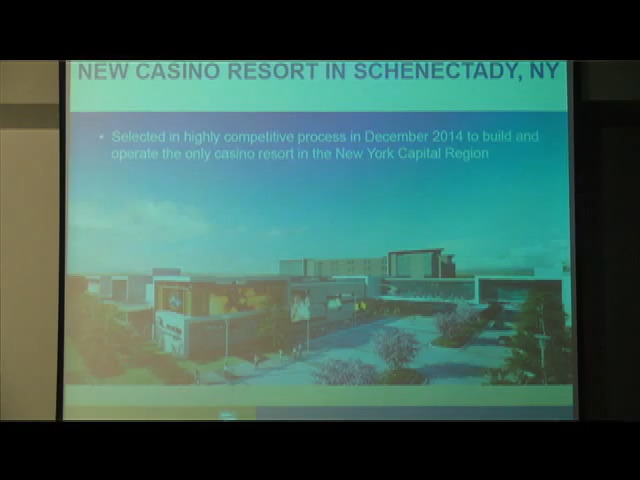 NEW CASINO RESORT IN SCHENECTADY, NY
• Selected in highly competitive process in December 2014 to build and
operate the only casino resort in the New York Capital Region